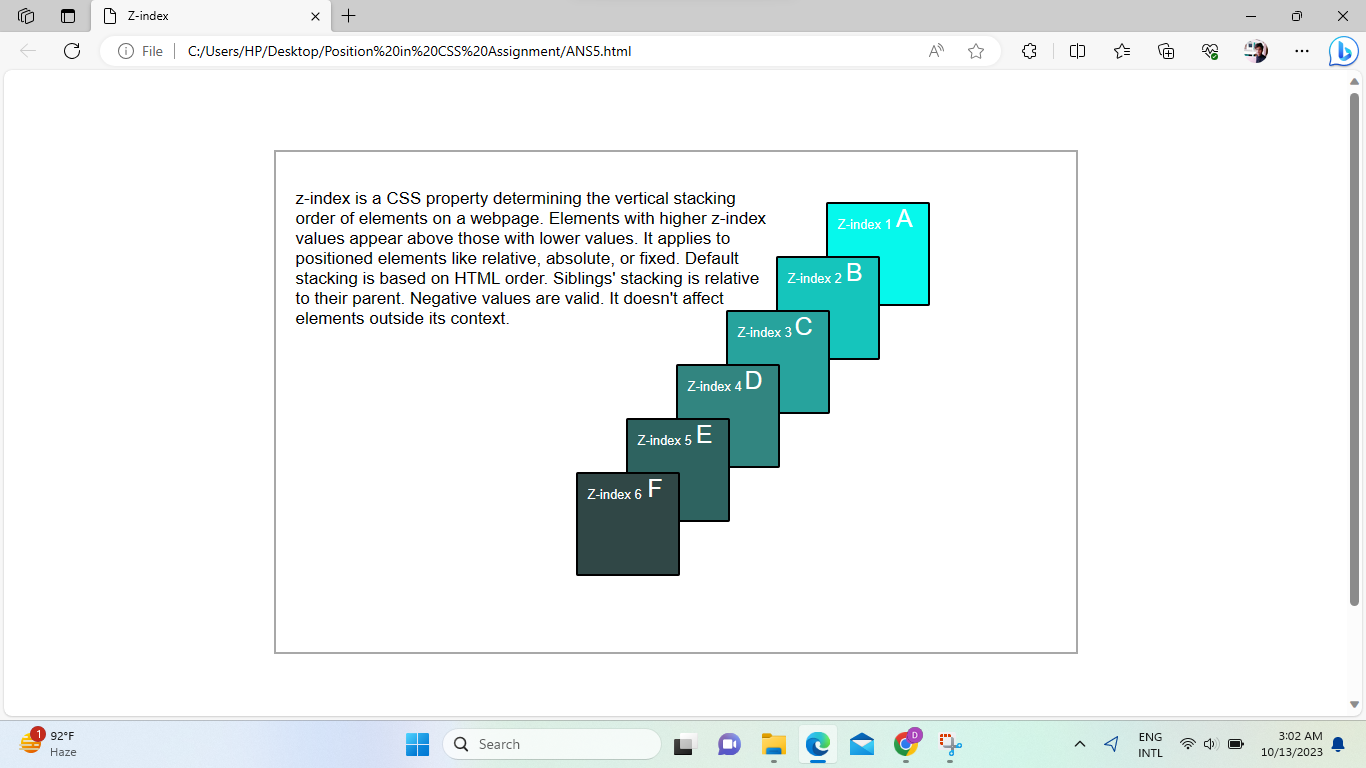 Z-index
File
C:/Users/HP/Desktop/Position%20in%20CSS%20Assignment/ANS5.html
z-index is a CSS property determining the vertical stacking
order of elements on a webpage. Elements with higher z-index
values appear above those with lower values. It applies to
positioned elements like relative, absolute, or fixed. Default
stacking is based on HTML order. Siblings' stacking is relative
to their parent. Negative values are valid. It doesn't affect
elements outside its context.
Z-index 1 A
Z-index 2 B
Z-index 3 C
Z-index 4 D
Z-index 5 E
Z-index 6 F
1
92°F
Haze
Search
D
ENG
INTL
3:02 AM
10/13/2023